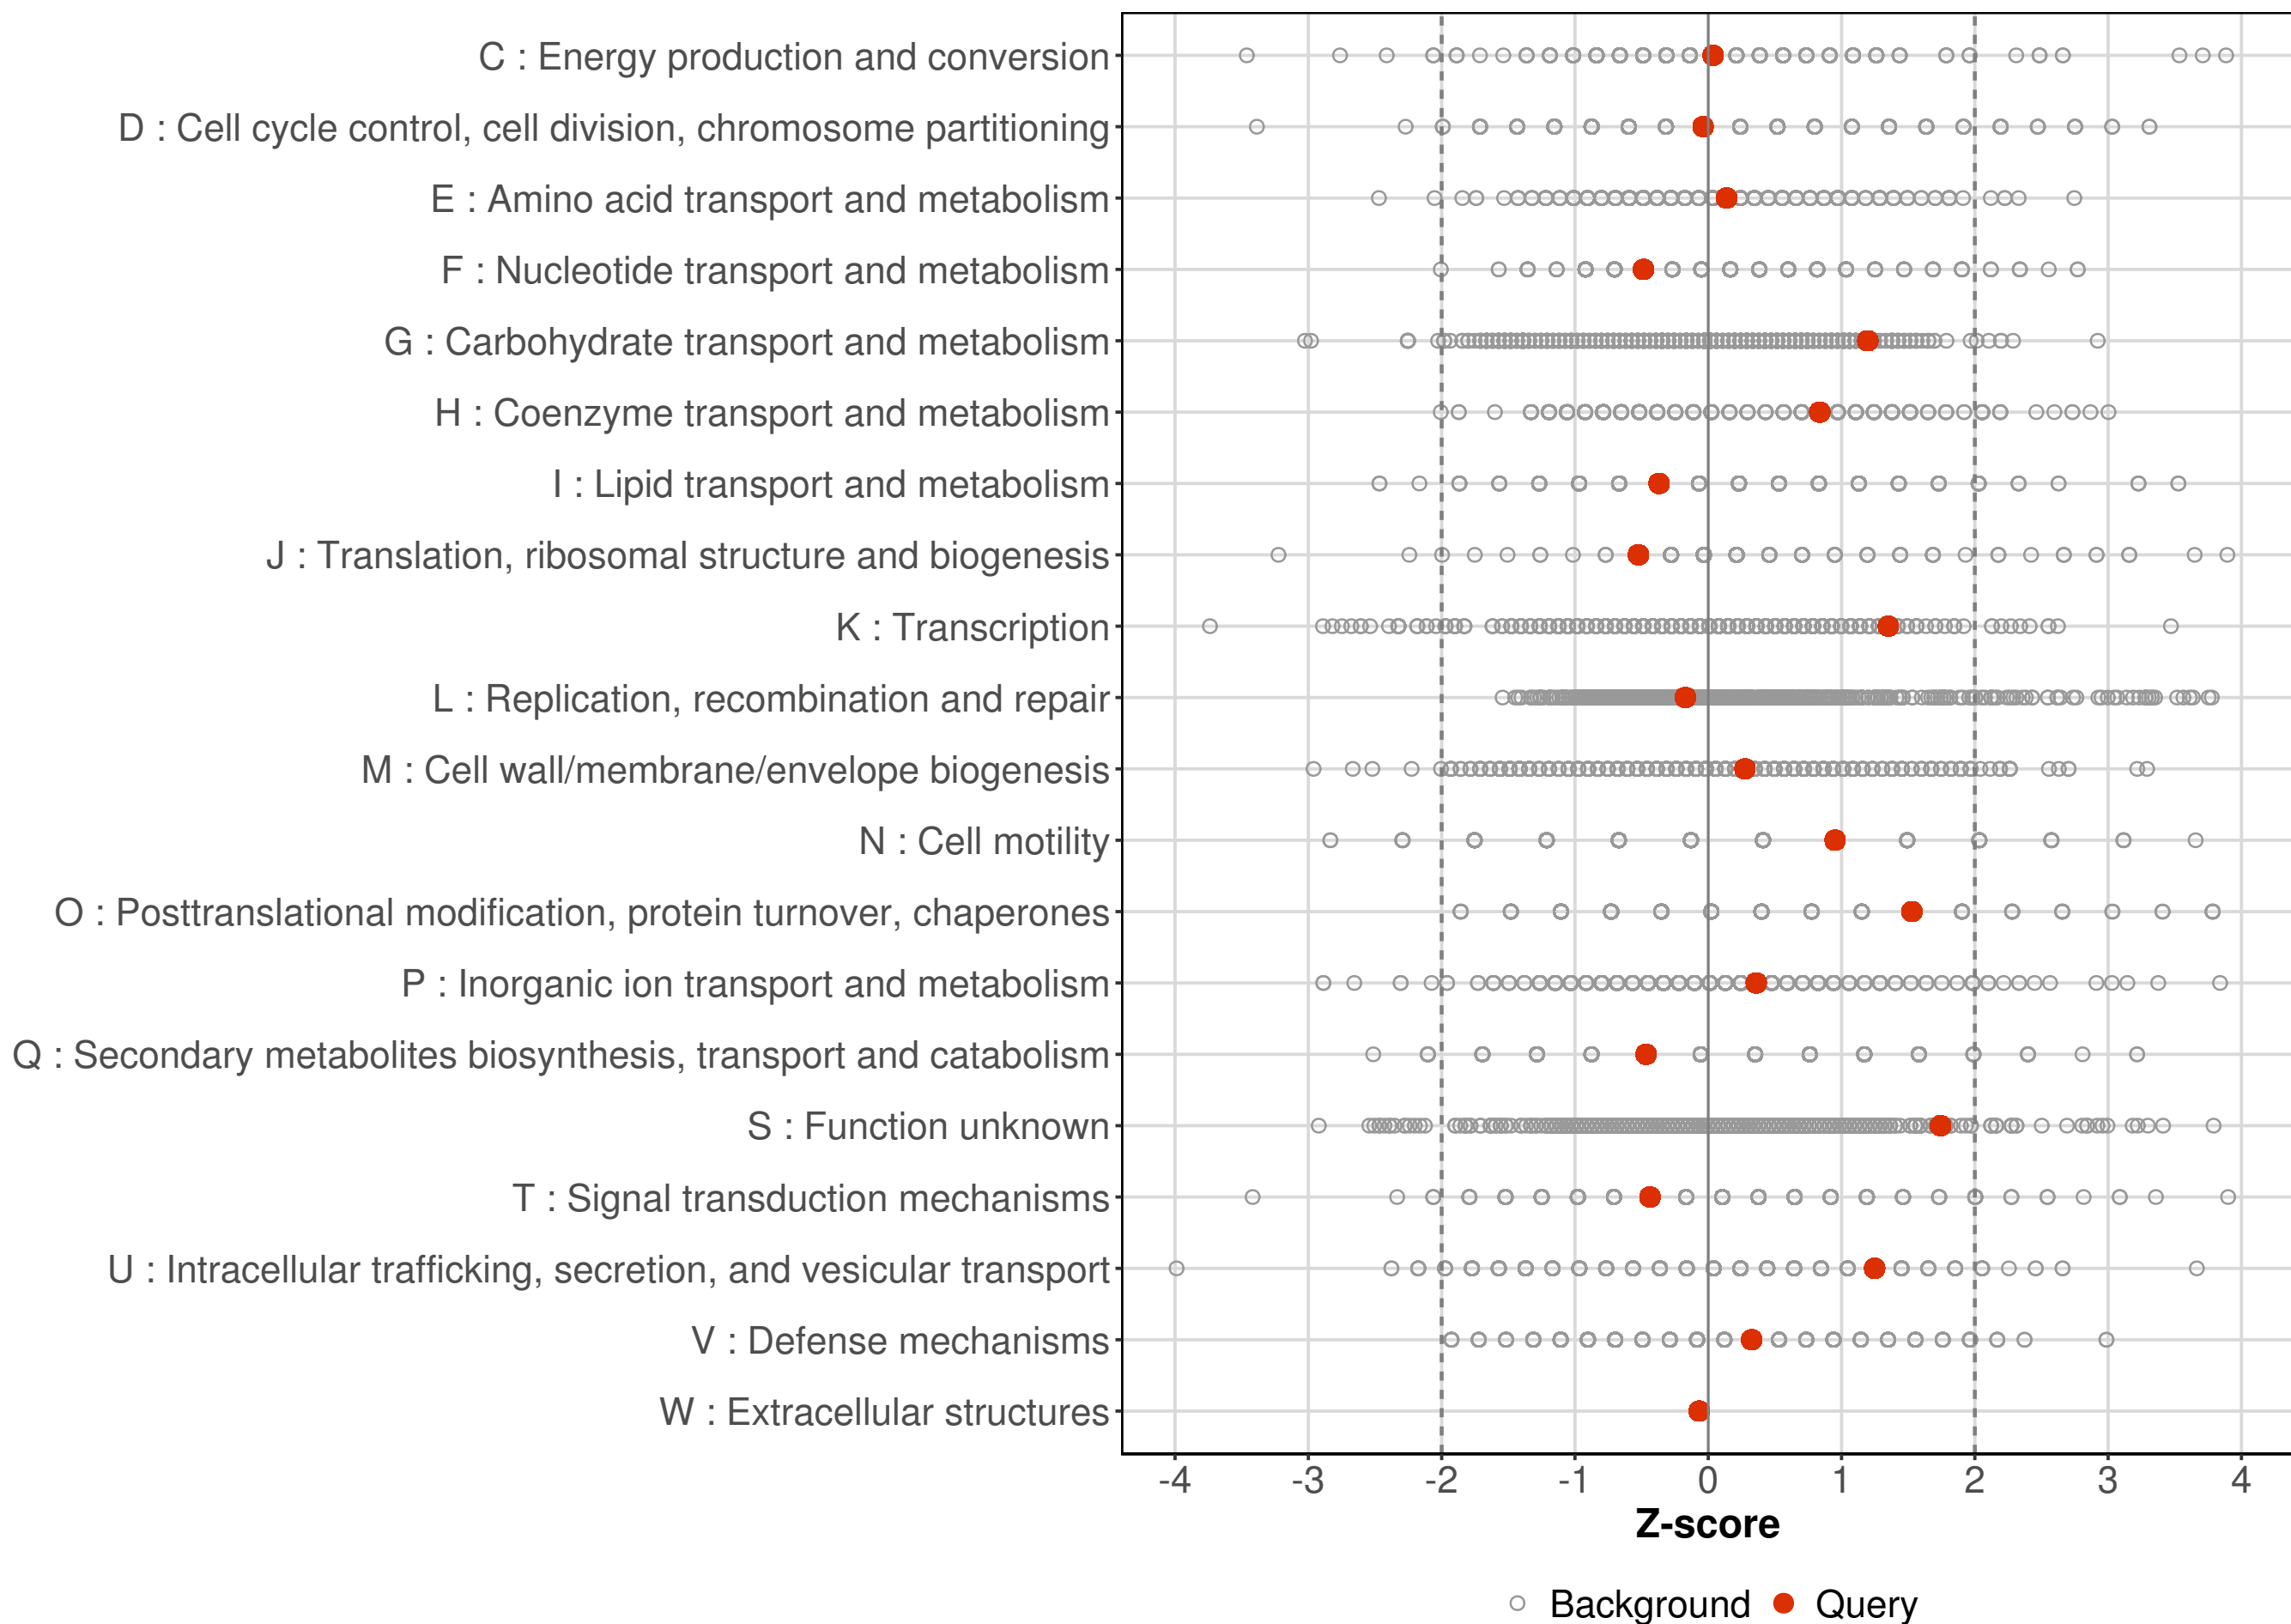 C : Energy production and conversion
D : Cell cycle control, cell division, chromosome partitioning
E : Amino acid transport and metabolism
F : Nucleotide transport and metabolism
G : Carbohydrate transport and metabolism
H : Coenzyme transport and metabolism
I : Lipid transport and metabolism
J : Translation, ribosomal structure and biogenesis
K : Transcription
L : Replication, recombination and repair
M : Cell wall/membrane/envelope biogenesis
N : Cell motility
O : Posttranslational modification, protein turnover, chaperones
P : Inorganic ion transport and metabolism
Q : Secondary metabolites biosynthesis, transport and catabolism
S : Function unknown
T : Signal transduction mechanisms
U : Intracellular trafficking, secretion, and vesicular transport
V : Defense mechanisms
W : Extracellular structures
-4 -3 -2 -1 0 1 2 3 4
Z-score
Background Query